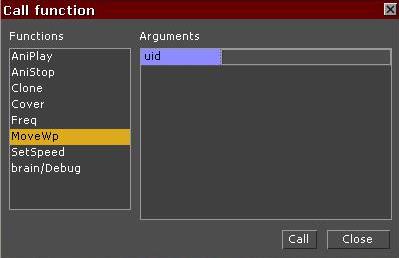 Call function
Functions
Arguments
AniPlay
AniStop
Clone
Cover
Freq
MoveWp
SetSpeed
brain/Debug
uid
Call
Close